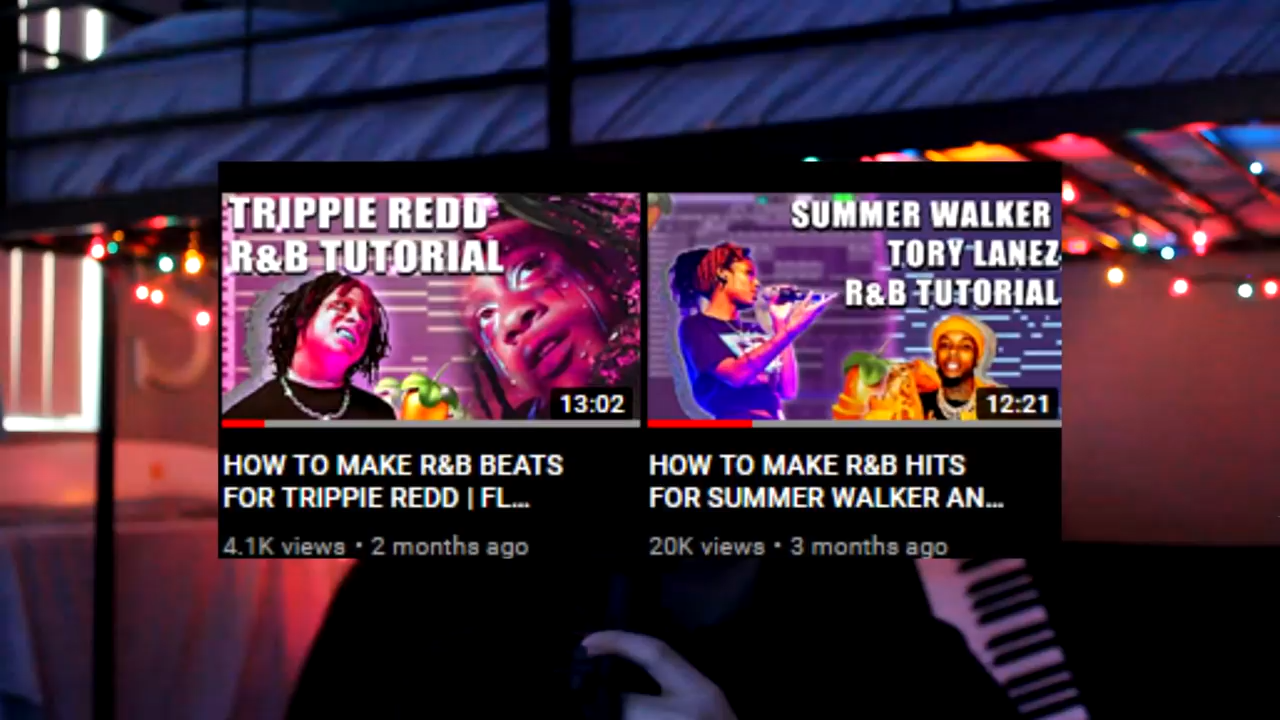 TRIPPIE REDD
R&B TUTORIAL
13:02
HOW TO MAKE R&B BEATS
FOR TRIPPIE REDD | FL...
4.1K views • 2 months ago
SUMMER WALKER
TORY LANEZ
R&B TUTORIAL
12:21
HOW TO MAKE R&B HITS
FOR SUMMER WALKER AN...
20K views • 3 months ago